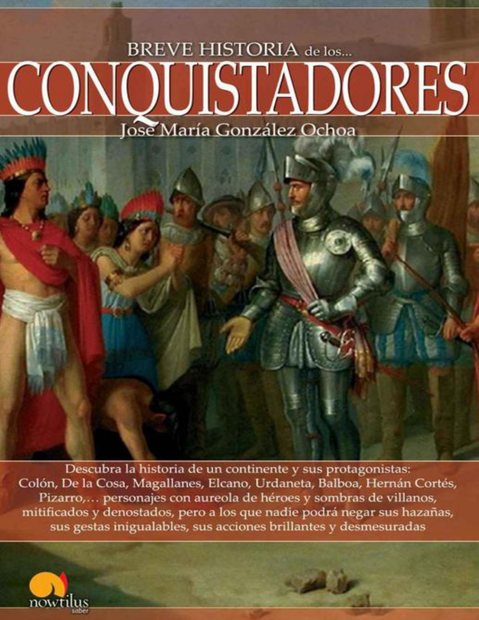 BREVE HISTORIA de los...
CONQUISTADORES
José María González Ochoa
Descubra la historia de un continente y sus protagonistas:
Colón, De la Cosa, Magallanes, Elcano, Urdaneta, Balboa, Hernán Cortés,
Pizarro,... personajes con aureola de héroes y sombras de villanos,
mitificados y denostados, pero a los que nadie podrá negar sus hazañas,
sus gestas inigualables, sus acciones brillantes y desmesuradas
nowtilus
saber